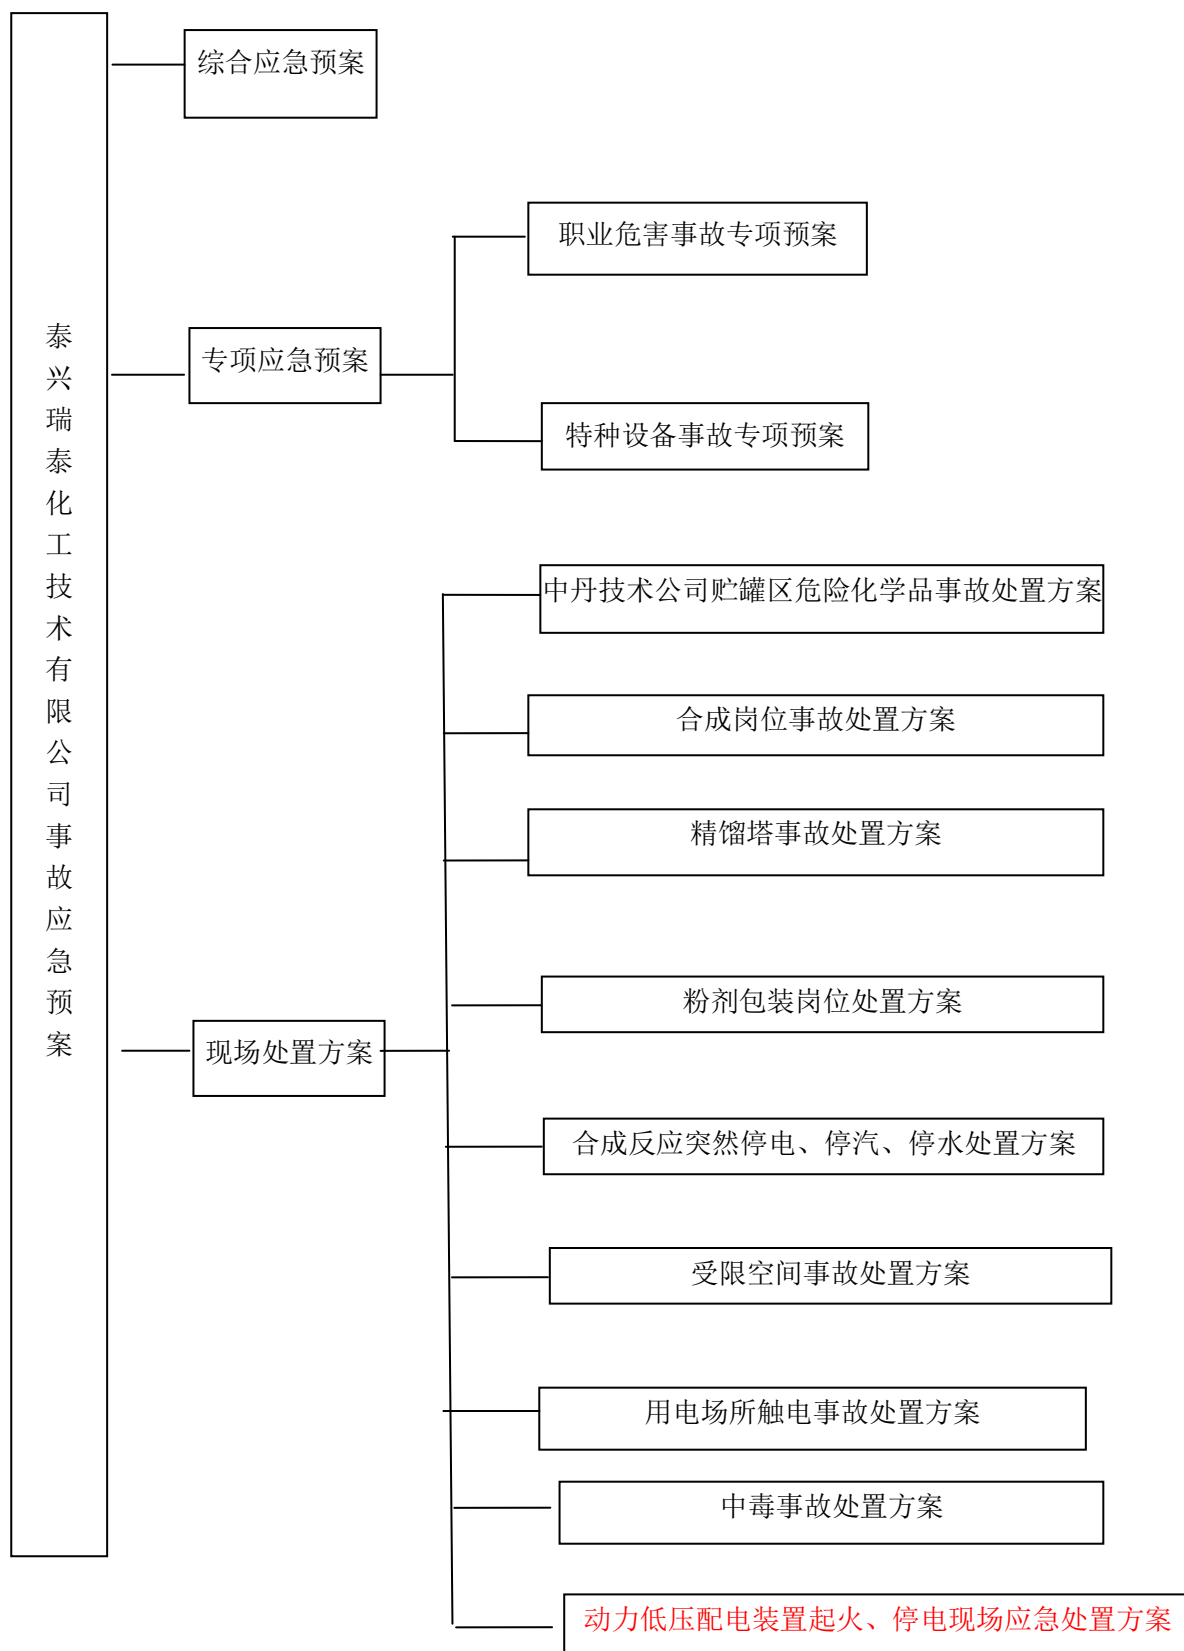 泰兴瑞泰化工技术有限公司事故应急预案
综合应急预案
专项应急预案
职业危害事故专项预案
特种设备事故专项预案
现场处置方案
中丹技术公司贮罐区危险化学品事故处置方案
合成岗位事故处置方案
精馏塔事故处置方案
粉剂包装岗位处置方案
合成反应突然停电、停汽、停水处置方案
受限空间事故处置方案
用电场所触电事故处置方案
中毒事故处置方案
动力低压配电装置起火、停电现场应急处置方案